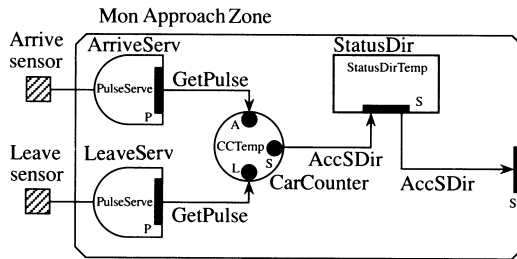 Mon Approach Zone
Arrive
sensor
ArriveServ
PulseServe
P
GetPulse
StatusDir
StatusDirTemp
S
A
CCTemp
S
L
AccSDir
CarCounter
AccSDir
S
Leave
sensor
LeaveServ
PulseServe
P
GetPulse